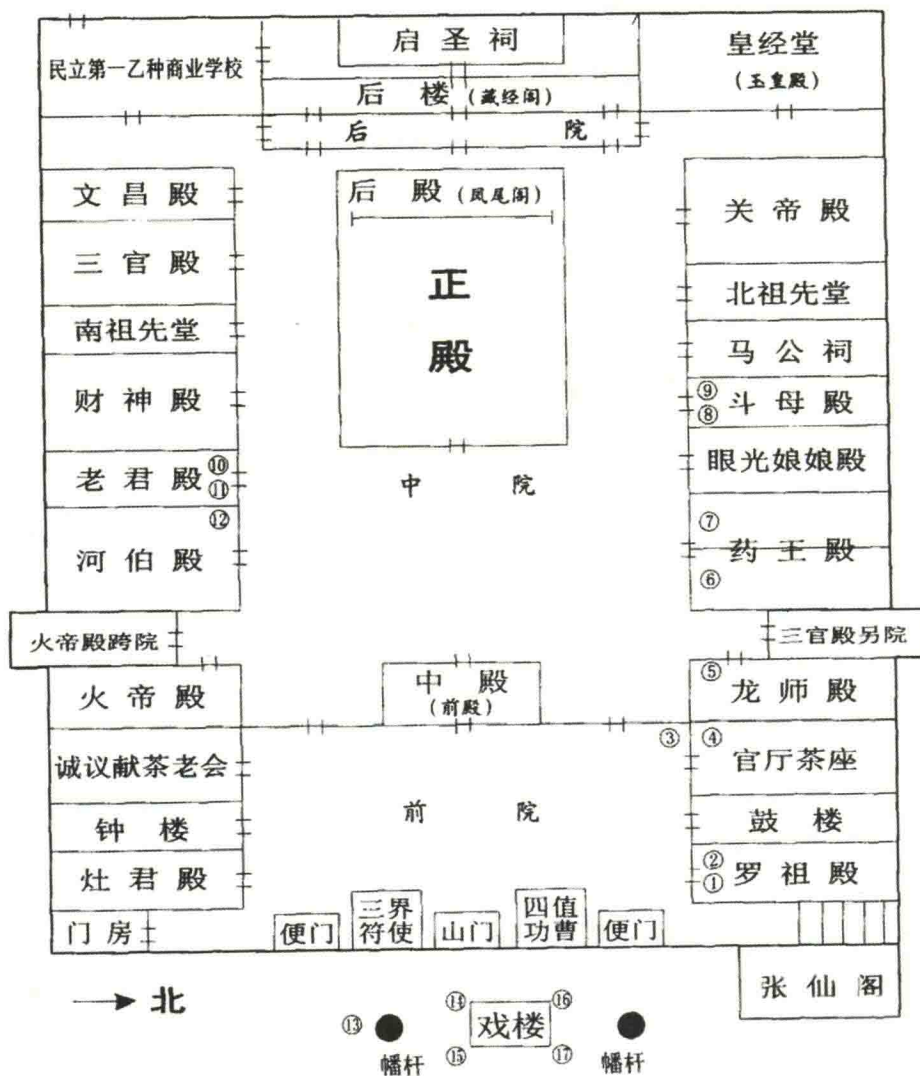 启圣祠
民立第一乙种商业学校
后楼(藏经阁)
皇经堂
(玉皇殿)
后院
文昌殿
三官殿
南祖先堂
财神殿
老君殿
⑩
⑪
河伯殿
⑫
火帝殿跨院
火帝殿
诚议献茶老会
钟楼
灶君殿
门房
后殿(凤尾阁)
正
殿
中院
中殿
(前殿)
前院
关帝殿
北祖先堂
马公祠
⑨
⑧
斗母殿
眼光娘娘殿
⑦
药王殿
⑥
三官殿另院
⑤
龙师殿
③
④
官厅茶座
鼓楼
②
①
罗祖殿
便门
三界
符使
山门
四值
功曹
便门
张仙阁
→北
⑬
幡杆
⑭
⑯
戏楼
⑮
⑰
幡杆